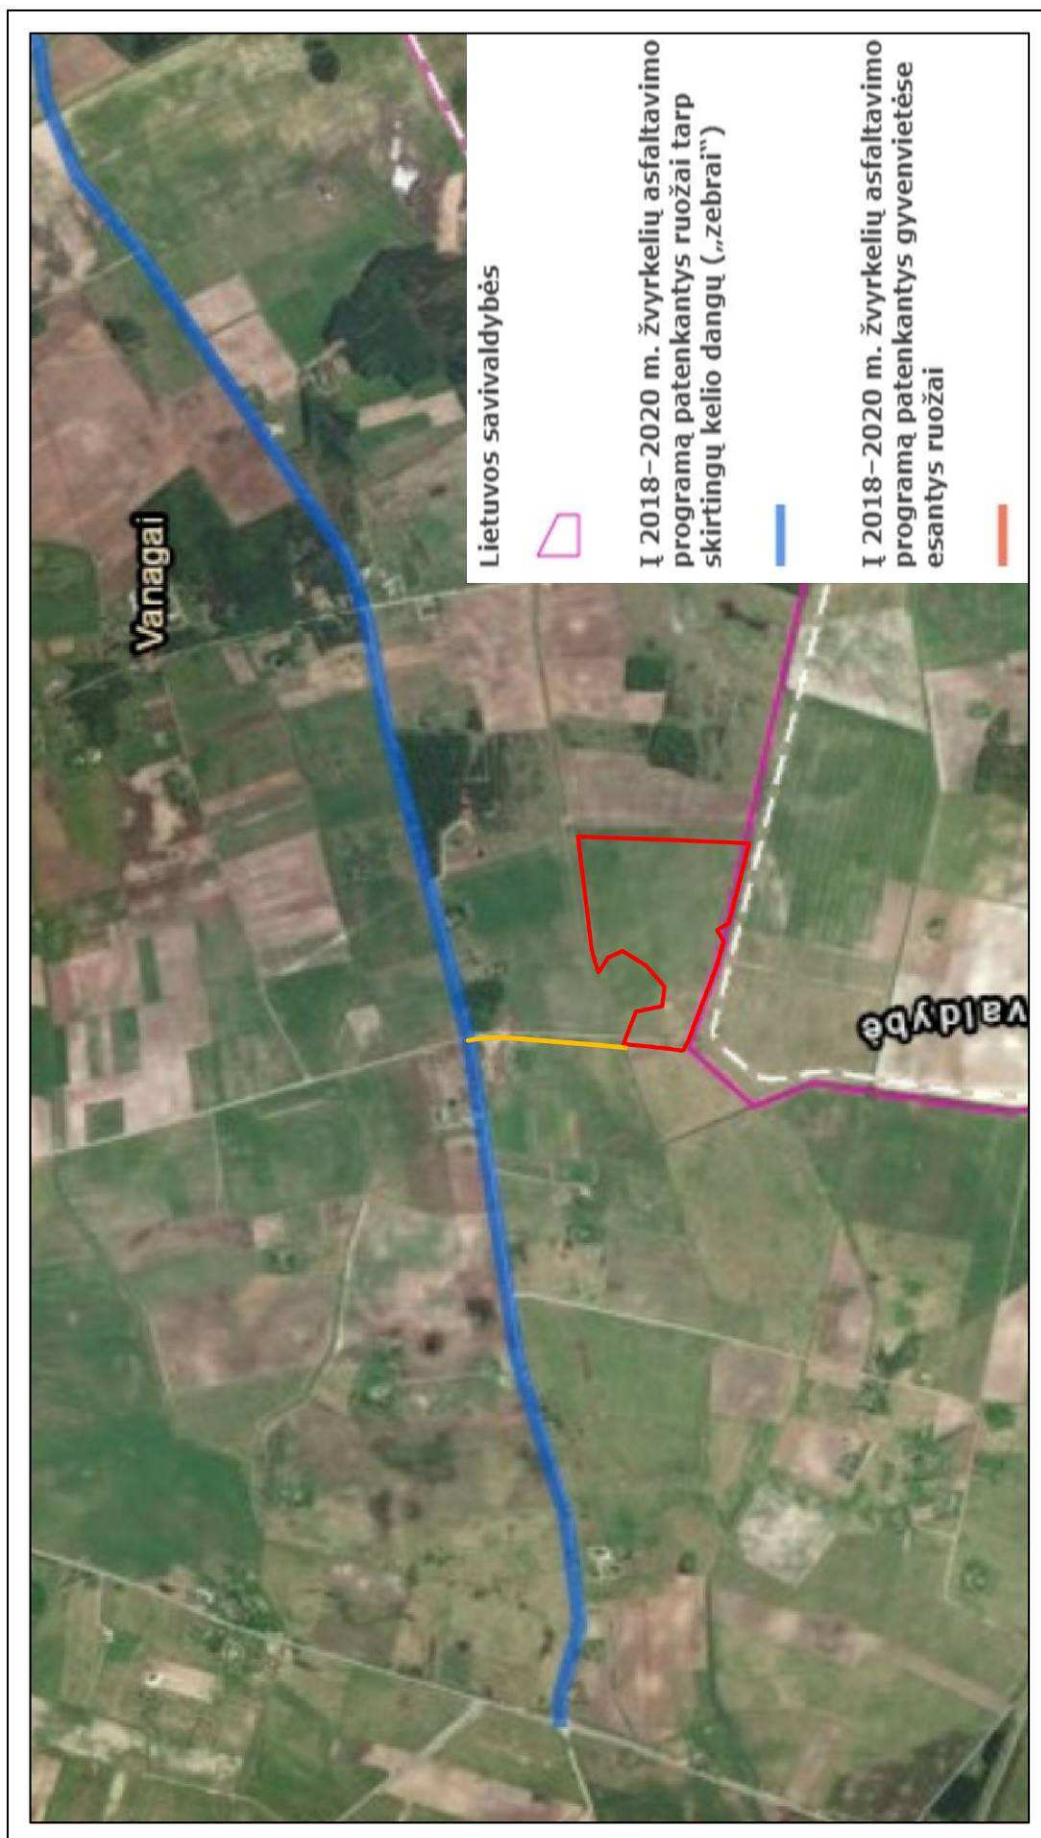 Vanagai
valdybė
Lietuvos savivaldybės
Į 2018–2020 m. žvyrkelių asfaltavimo
programą patenkantys ruožai tarp
skirtingų kelio dangų („zebrai“)
Į 2018–2020 m. žvyrkelių asfaltavimo
programą patenkantys gyvenvietėse
esantys ruožai